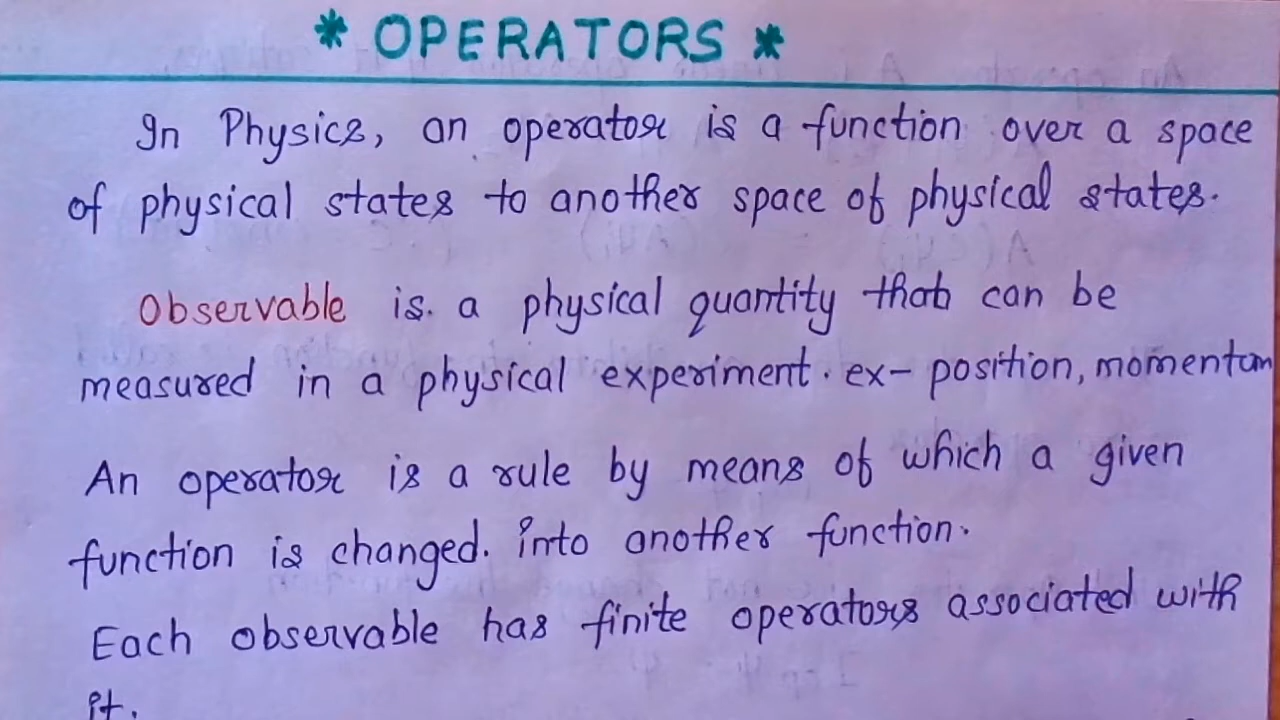 * OPERATORS *
In Physics, an operator is a function over a space
of physical states to another space of physical states.
Observable is a physical quantity that can be
measured in a physical experiment. ex- position, momentum
An operator is a rule by means of which a given
function is changed. into another function.
Each observable has finite operators associated with
it.